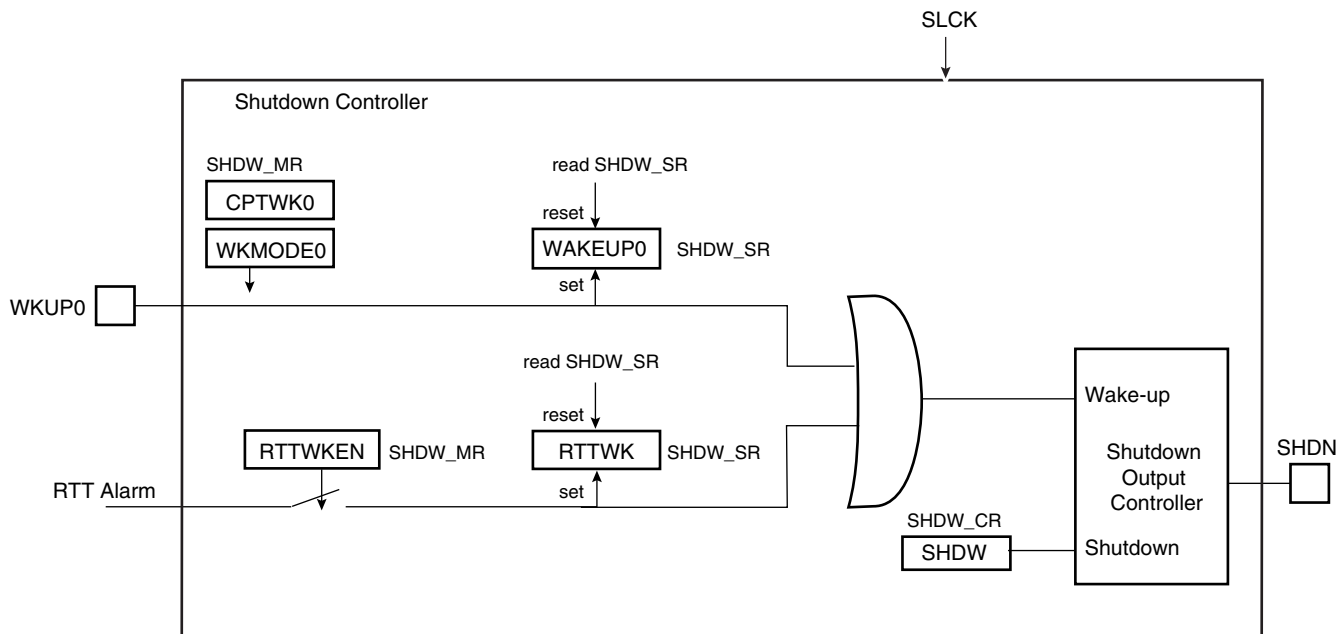 SLCK
Shutdown Controller
SHDW_MR
CPTWK0
WKMODE0
read SHDW_SR
reset
WAKEUP0
SHDW_SR
set
WKUP0
read SHDW_SR
reset
RTTWKEN
SHDW_MR
RTTWK
SHDW_SR
set
RTT Alarm
Wake-up
Shutdown
Output
Controller
SHDN
SHDW_CR
SHDW
Shutdown